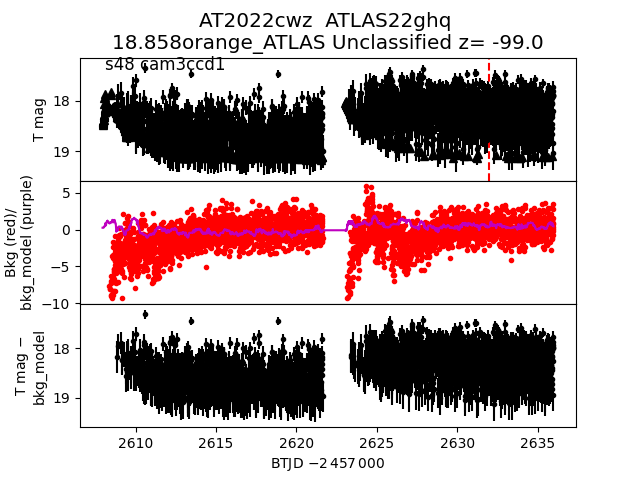 AT2022cwz  ATLAS22ghq
18.858orange_ATLAS Unclassified z= -99.0
s48 cam3ccd1
T mag
18
19
Bkg (red)/
bkg_model (purple)
5
0
−5
−10
T mag −
bkg_model
18
19
2610 2615 2620 2625 2630 2635
BTJD −2 457 000